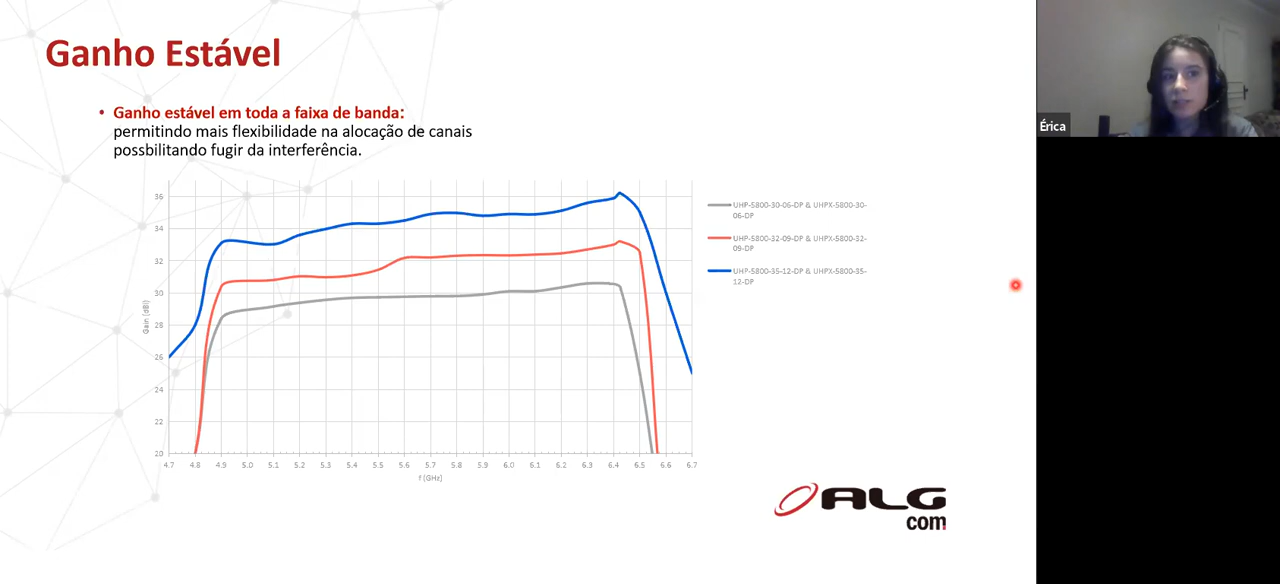 Ganho Estável
• Ganho estável em toda a faixa de banda:
permitindo mais flexibilidade na alocação de canais
possbilitando fugir da interferência.
36
34
32
30
28
26
24
22
20
Gain (dBi)
4.7 4.8 4.9 5.0 5.1 5.2 5.3 5.4 5.5 5.6 5.7 5.8 5.9 6.0 6.1 6.2 6.3 6.4 6.5 6.6 6.7
f (GHz)
UHP-5800-30-06-DP & UHPX-5800-30-
06-DP
UHP-5800-32-09-DP & UHPX-5800-32-
09-DP
UHP-5800-35-12-DP & UHPX-5800-35-
12-DP
ALG
com
Érica